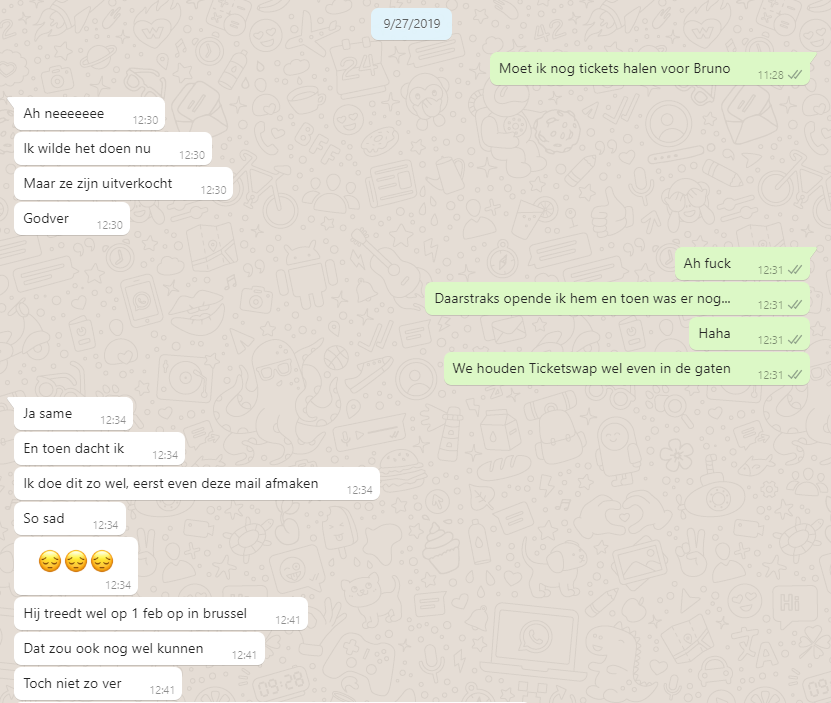 9/27/2019
Moet ik nog tickets halen voor Bruno 11:28
Ah neeeeeee 12:30
Ik wilde het doen nu 12:30
Maar ze zijn uitverkocht 12:30
Godver 12:30
Ah fuck 12:31
Daarstraks opende ik hem en toen was er nog... 12:31
Haha 12:31
We houden Ticketswap wel even in de gaten 12:31
Ja same 12:34
En toen dacht ik 12:34
Ik doe dit zo wel, eerst even deze mail afmaken 12:34
So sad 12:34
12:34
Hij treedt wel op 1 feb op in brussel 12:41
Dat zou ook nog wel kunnen 12:41
Toch niet zo ver 12:41